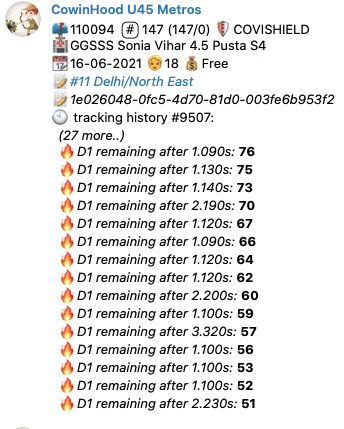 CowinHood U45 Metros
📫110094 #️⃣ 147 (147/0) 🛡 COVISHIELD
🏥GGSSS Sonia Vihar 4.5 Pusta S4
📆16-06-2021 👴18 💰Free
📝#11 Delhi/North East
📝1e026048-0fc5-4d70-81d0-003fe6b953f2
🕙 tracking history #9507:
(27 more..)
🔥D1 remaining after 1.090s: 76
🔥D1 remaining after 1.130s: 75
🔥D1 remaining after 1.140s: 73
🔥D1 remaining after 2.190s: 70
🔥D1 remaining after 1.120s: 67
🔥D1 remaining after 1.090s: 66
🔥D1 remaining after 1.120s: 64
🔥D1 remaining after 1.120s: 62
🔥D1 remaining after 2.200s: 60
🔥D1 remaining after 1.100s: 59
🔥D1 remaining after 3.320s: 57
🔥D1 remaining after 1.100s: 56
🔥D1 remaining after 1.100s: 53
🔥D1 remaining after 1.100s: 52
🔥D1 remaining after 2.230s: 51